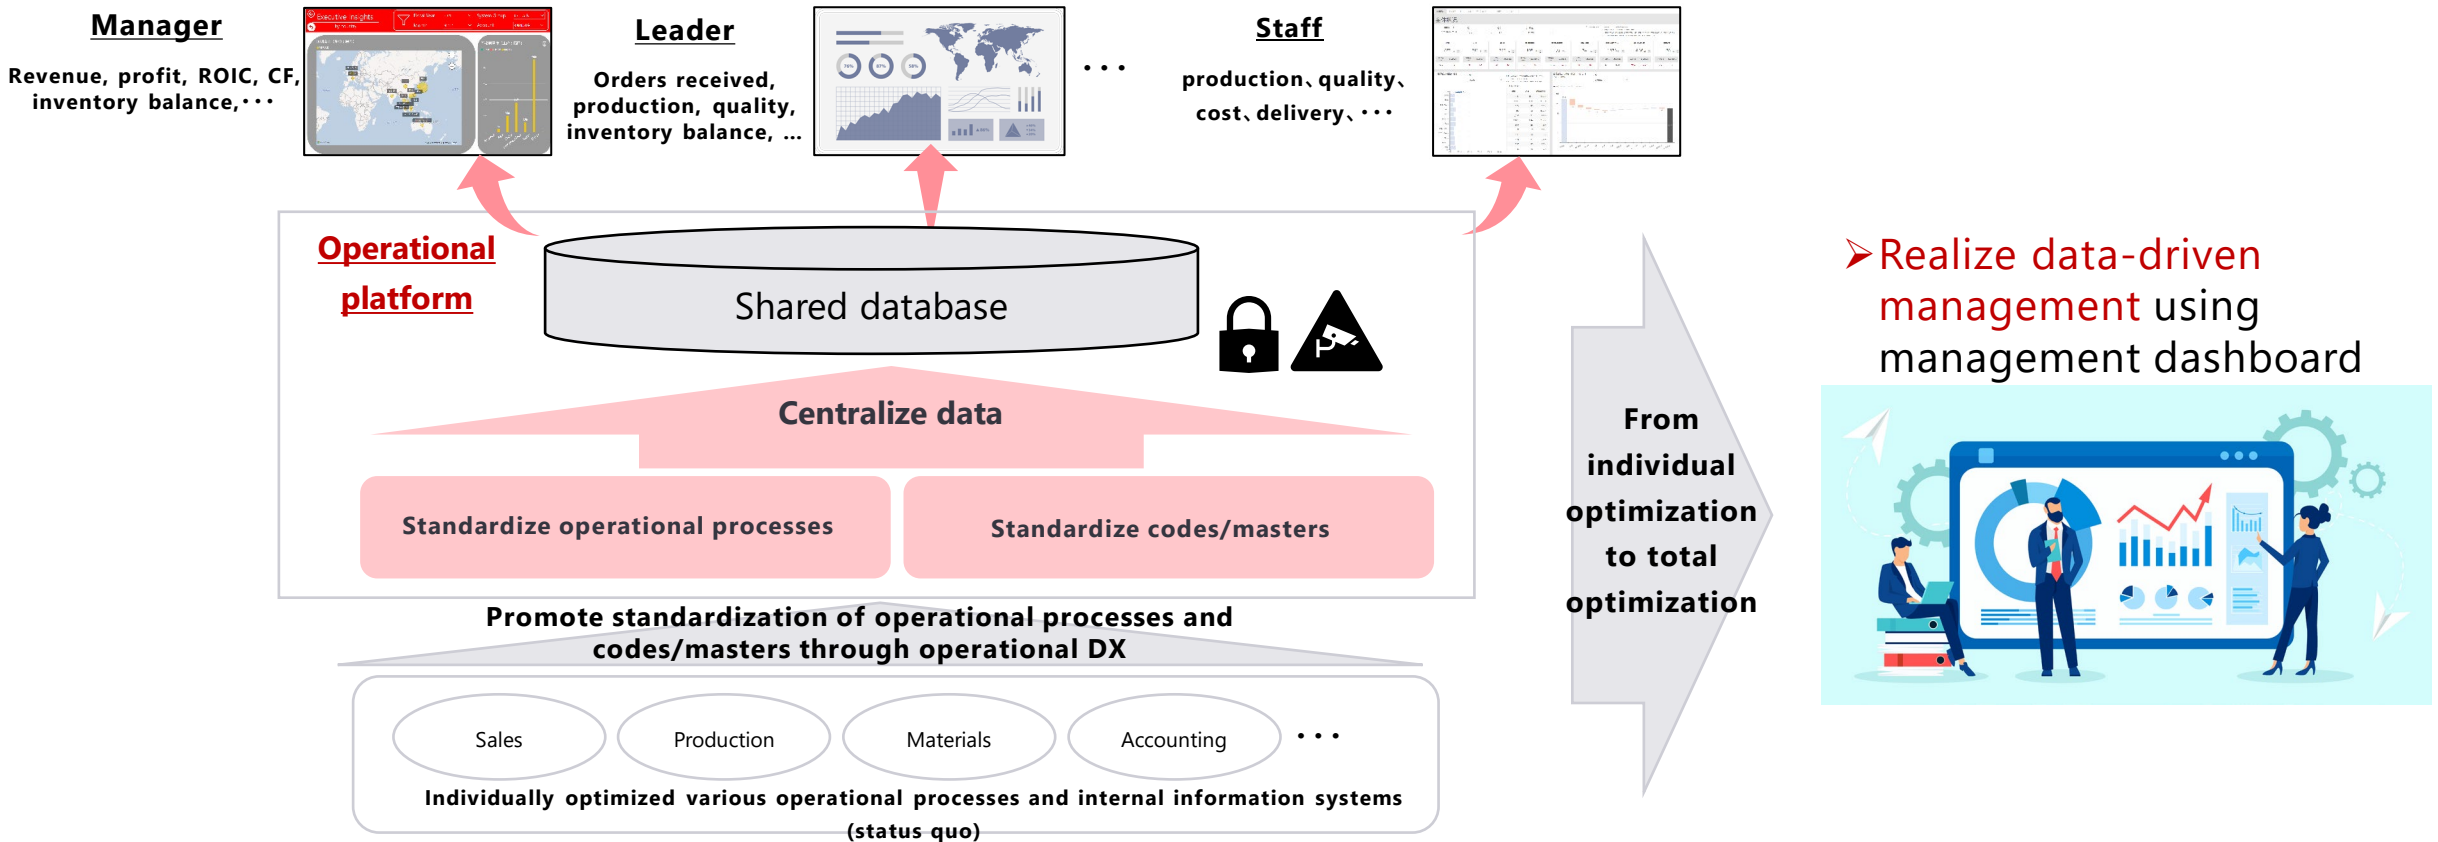 Manager
Revenue, profit, ROIC, CF,
inventory balance,・・・
Executive Insights
Leader
Orders received,
production, quality,
inventory balance, ...
・・・
Staff
production、quality、
cost、delivery、・・・
Operational
platform
Shared database
Centralize data
Standardize operational processes
Standardize codes/masters
Promote standardization of operational processes and
codes/masters through operational DX
Sales
Production
Materials
Accounting
・・・
Individually optimized various operational processes and internal information systems
(status quo)
From
individual
optimization
to total
optimization
➢Realize data-driven
management using
management dashboard